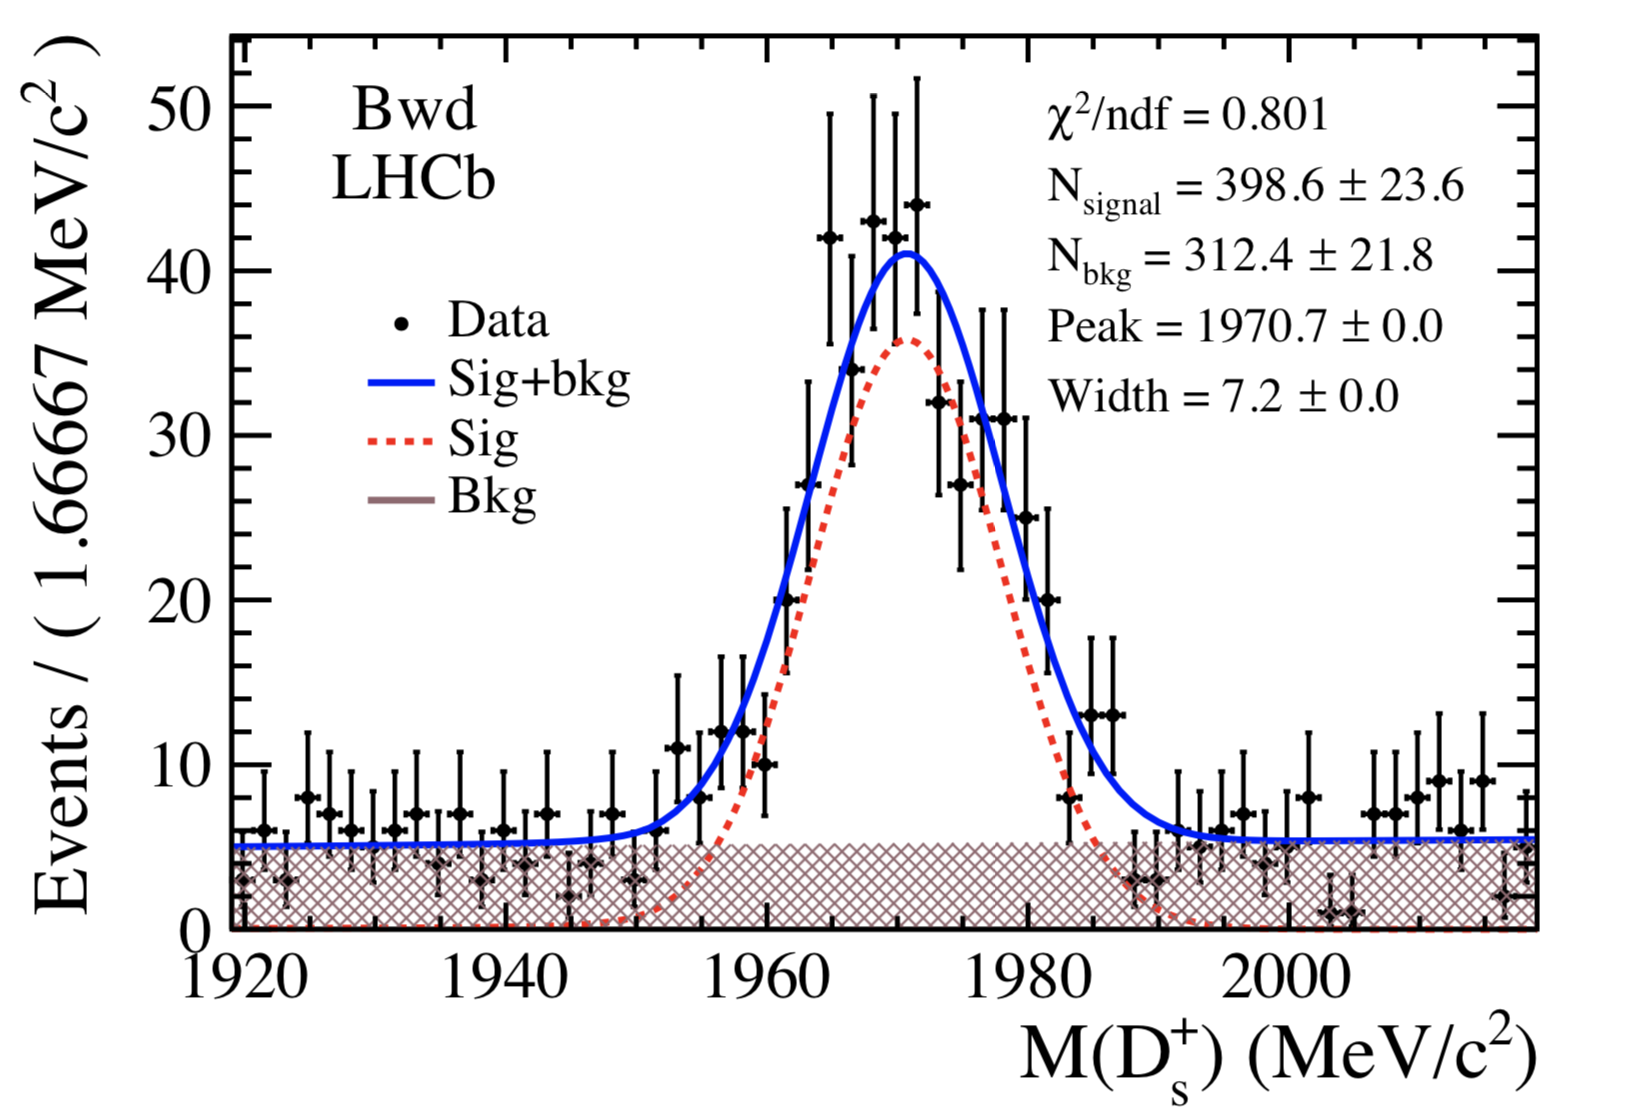 Events / ( 1.66667 MeV/c² )
50
40
30
20
10
0
Bwd
LHCb
Data
Sig+bkg
Sig
Bkg
χ²/ndf = 0.801
N_signal = 398.6 ± 23.6
N_bkg = 312.4 ± 21.8
Peak = 1970.7 ± 0.0
Width = 7.2 ± 0.0
1920 1940 1960 1980 2000
M(D_s^+) (MeV/c²)